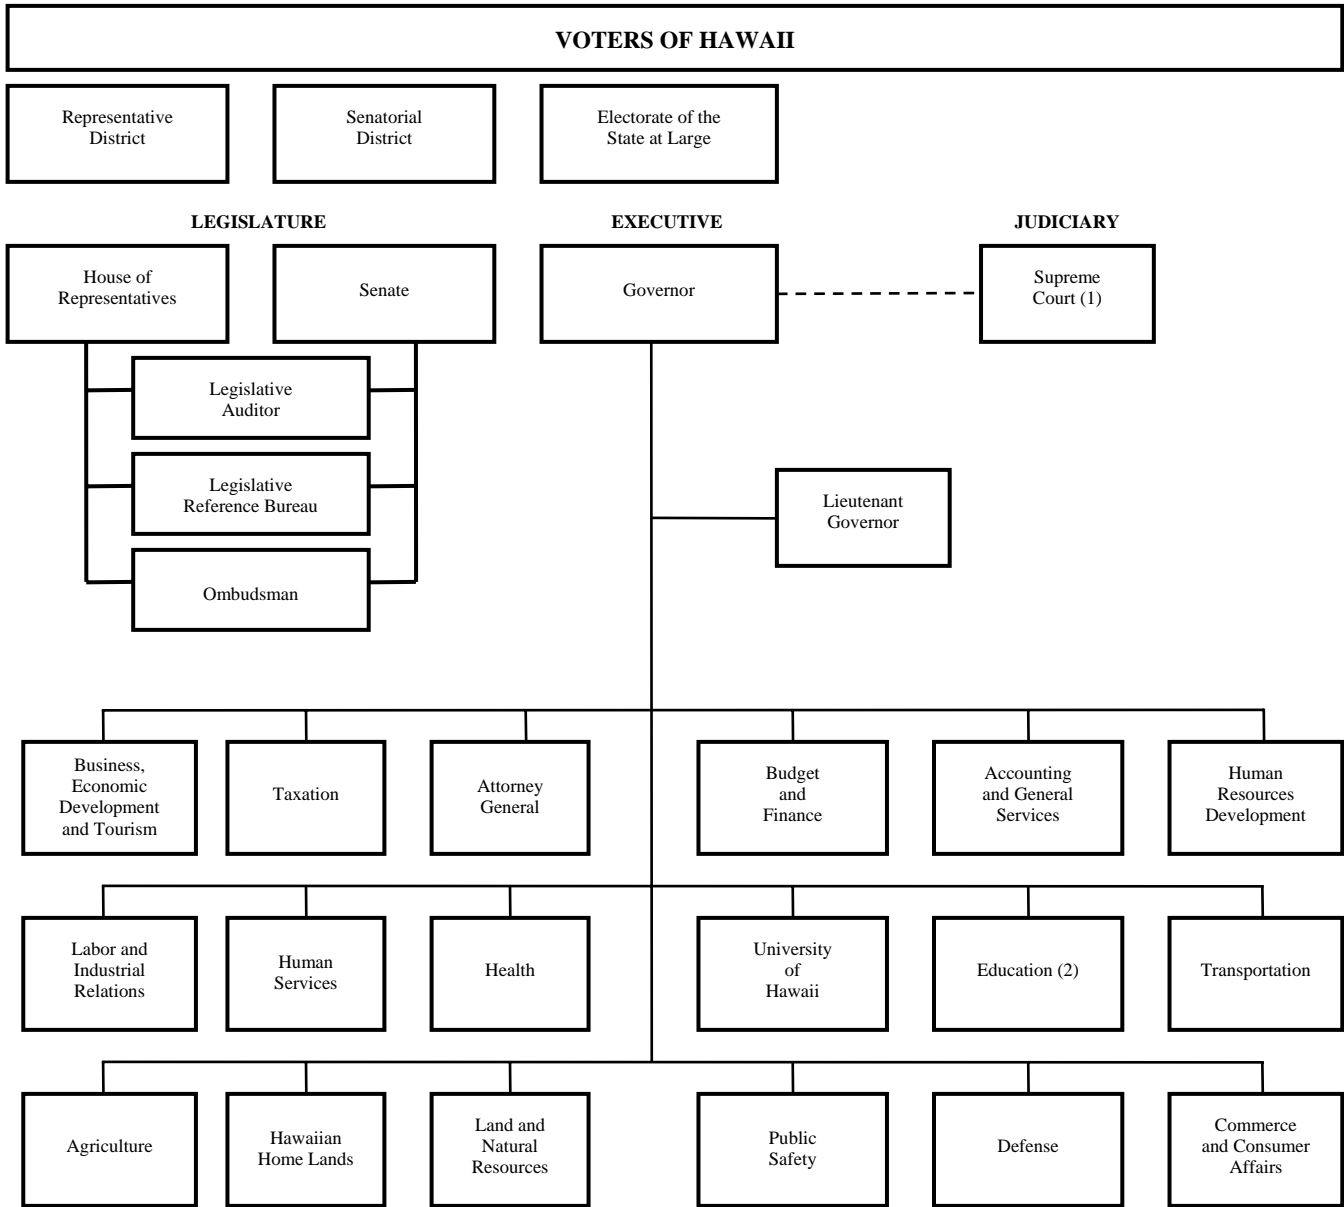 VOTERS OF HAWAII
Representative
District
Senatorial
District
Electorate of the
State at Large
LEGISLATURE
EXECUTIVE
JUDICIARY
House of
Representatives
Senate
Governor
Supreme
Court (1)
Legislative
Auditor
Legislative
Reference Bureau
Ombudsman
Lieutenant
Governor
Business,
Economic
Development
and Tourism
Taxation
Attorney
General
Budget
and
Finance
Accounting
and General
Services
Human
Resources
Development
Labor and
Industrial
Relations
Human
Services
Health
University
of
Hawaii
Education (2)
Transportation
Agriculture
Hawaiian
Home Lands
Land and
Natural
Resources
Public
Safety
Defense
Commerce
and Consumer
Affairs